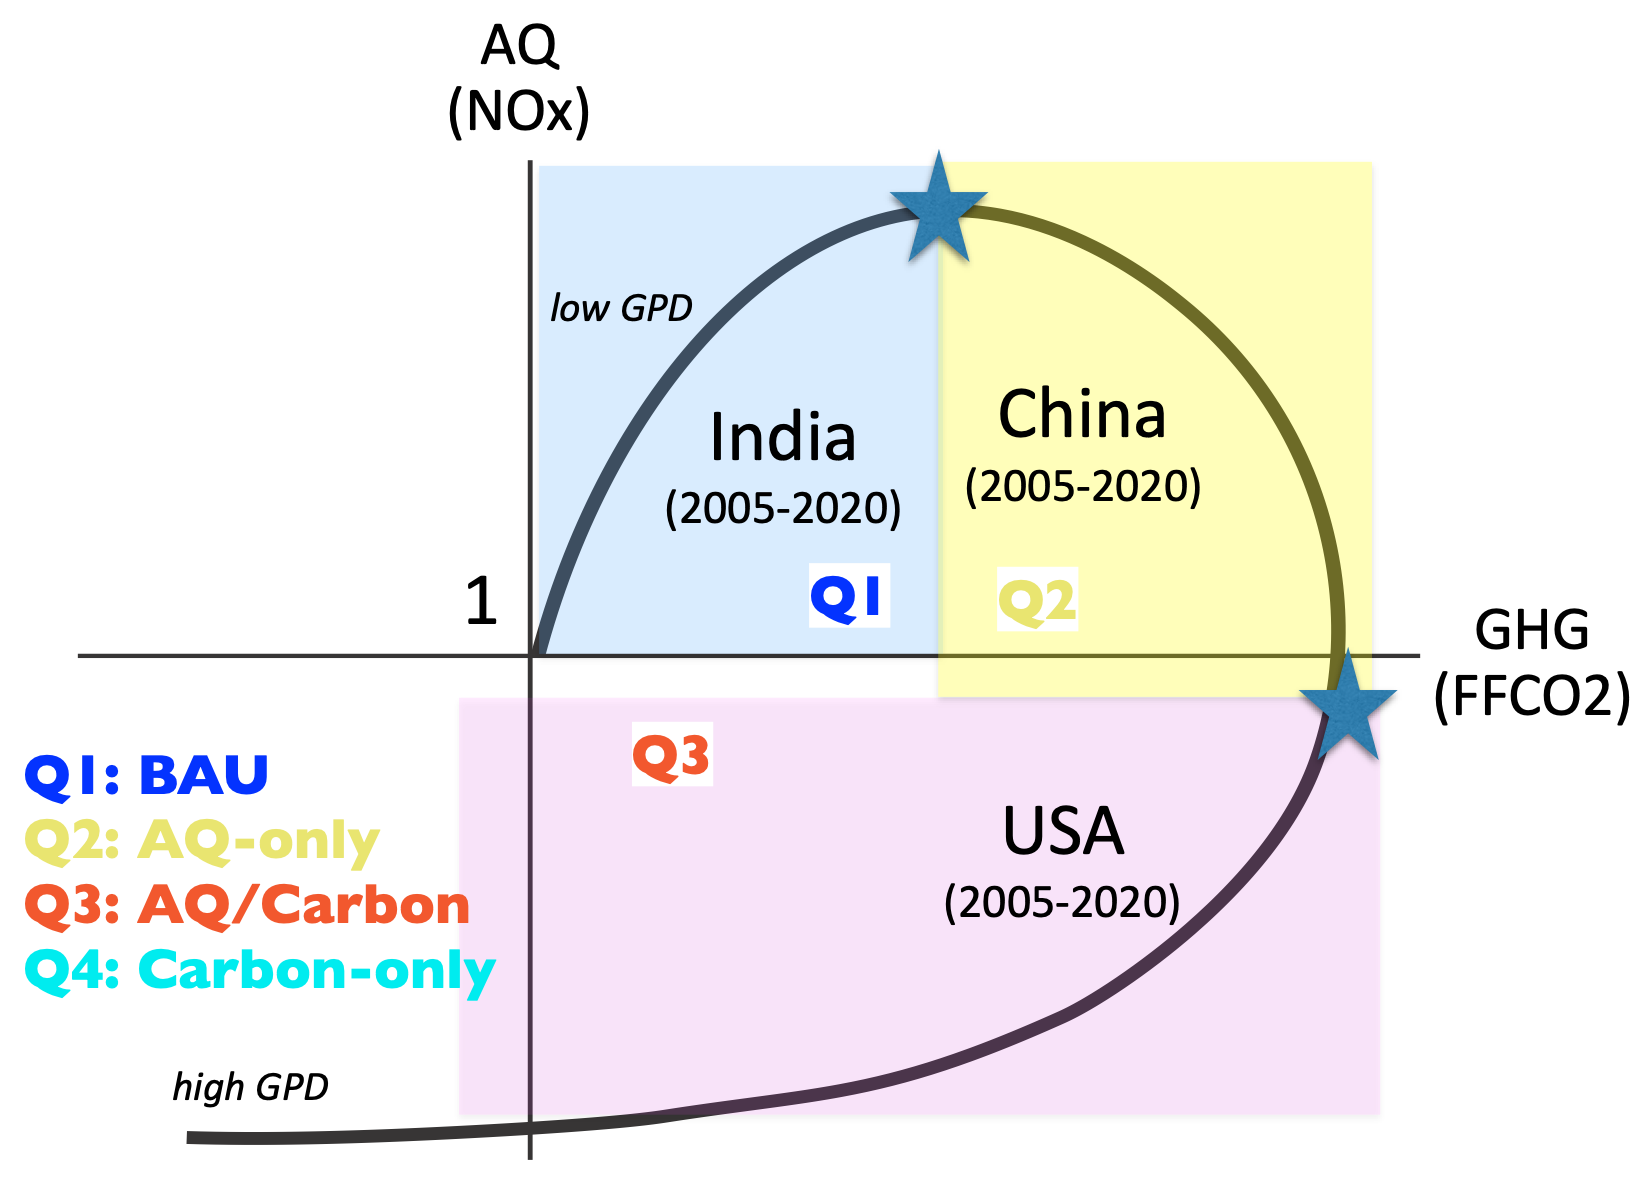 AQ
(NOx)
low GPD
India
(2005-2020)
China
(2005-2020)
Q1
Q2
1
GHG
(FFCO2)
Q3
Q1: BAU
Q2: AQ-only
Q3: AQ/Carbon
Q4: Carbon-only
USA
(2005-2020)
high GPD